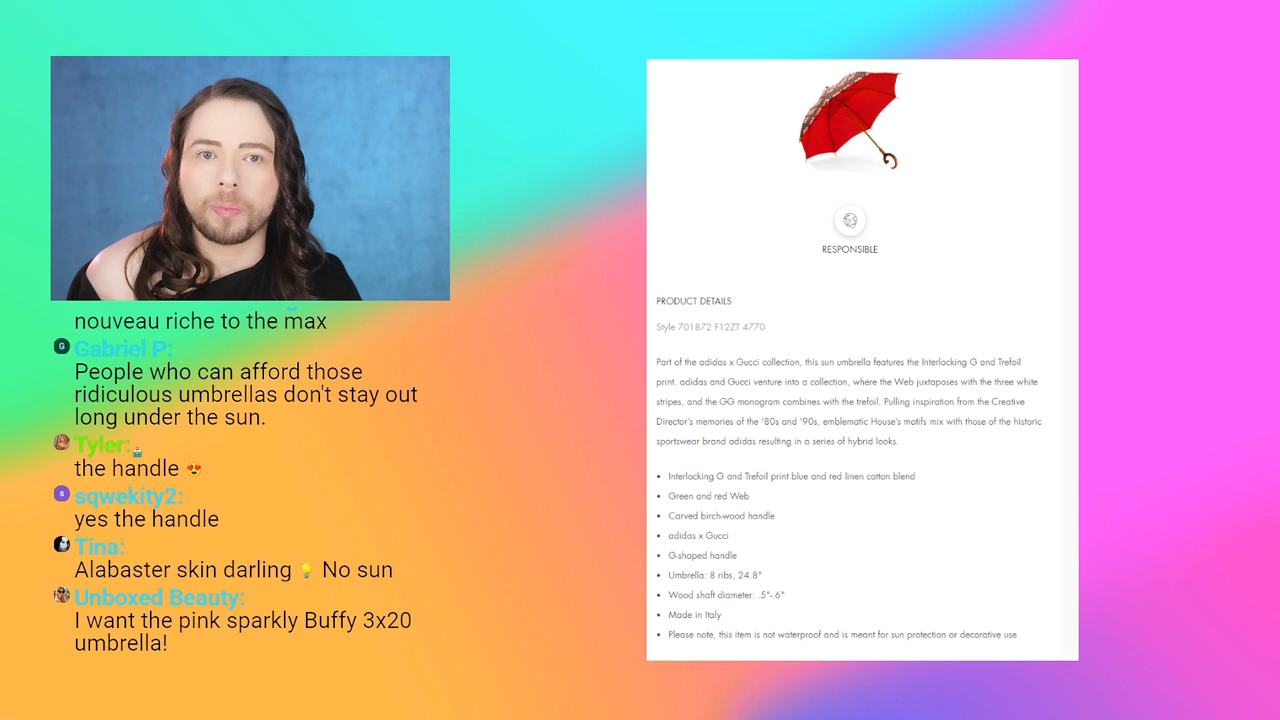 nouveau riche to the max
G
Gabriel P:
People who can afford those
ridiculous umbrellas don't stay out
long under the sun.
Tyler:
the handle 😍
s
sqwekity2:
yes the handle
Tina:
Alabaster skin darling 💡 No sun
Unboxed Beauty:
I want the pink sparkly Buffy 3x20
umbrella!
RESPONSIBLE
PRODUCT DETAILS
Style 701872 F12ZT 4770
Part of the adidas x Gucci collection, this sun umbrella features the Interlocking G and Trefoil
print. adidas and Gucci venture into a collection, where the Web juxtaposes with the three white
stripes, and the GG monogram combines with the trefoil. Pulling inspiration from the Creative
Director's memories of the '80s and '90s, emblematic House's motifs mix with those of the historic
sportswear brand adidas resulting in a series of hybrid looks.
• Interlocking G and Trefoil print blue and red linen cotton blend
• Green and red Web
• Carved birch-wood handle
• adidas x Gucci
• G-shaped handle
• Umbrella: 8 ribs, 24.8"
• Wood shaft diameter: .5"-.6"
• Made in Italy
• Please note, this item is not waterproof and is meant for sun protection or decorative use